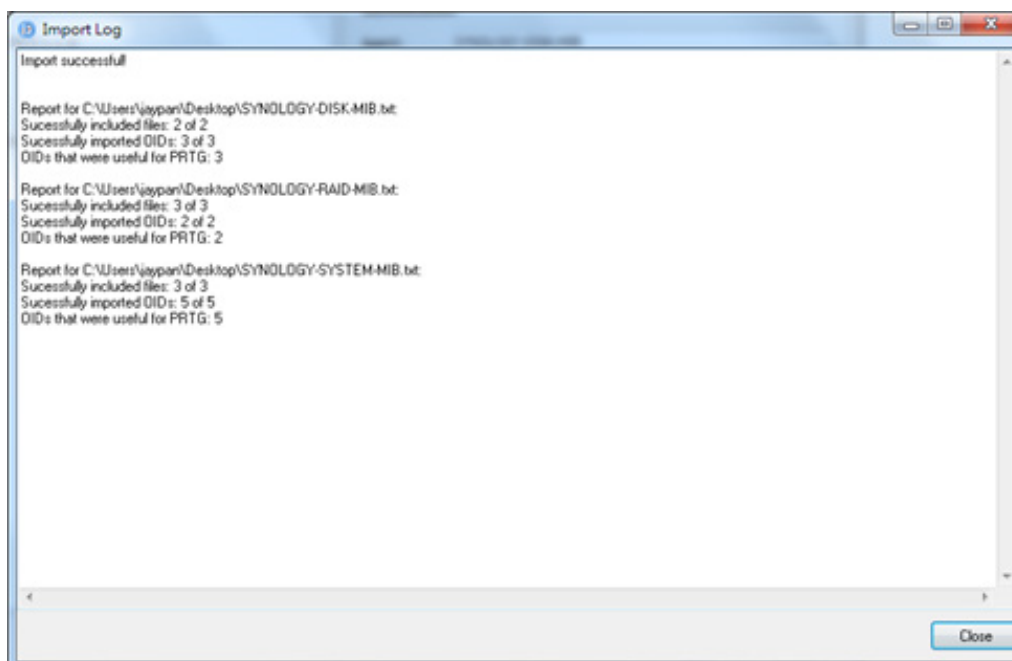 Import Log
Import successful!
Report for C:\Users\jaypan\Desktop\SYNOLOGY-DISK-MIB.txt:
Sucessfully included files: 2 of 2
Sucessfully imported OIDs: 3 of 3
OIDs that were useful for PRTG: 3
Report for C:\Users\jaypan\Desktop\SYNOLOGY-RAID-MIB.txt:
Sucessfully included files: 3 of 3
Sucessfully imported OIDs: 2 of 2
OIDs that were useful for PRTG: 2
Report for C:\Users\jaypan\Desktop\SYNOLOGY-SYSTEM-MIB.txt:
Sucessfully included files: 3 of 3
Sucessfully imported OIDs: 5 of 5
OIDs that were useful for PRTG: 5
Close